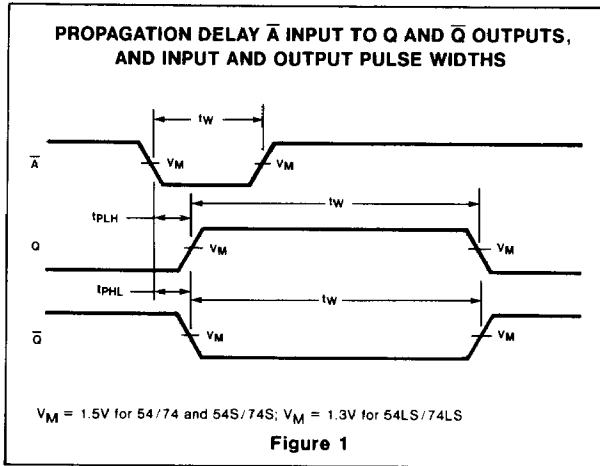 PROPAGATION DELAY A̅ INPUT TO Q AND Q̅ OUTPUTS,
AND INPUT AND OUTPUT PULSE WIDTHS
tW
A̅
VM
VM
tW
tPLH
Q
VM
VM
tPHL
tW
Q̅
VM
VM
VM = 1.5V for 54/74 and 54S/74S; VM = 1.3V for 54LS/74LS
Figure 1